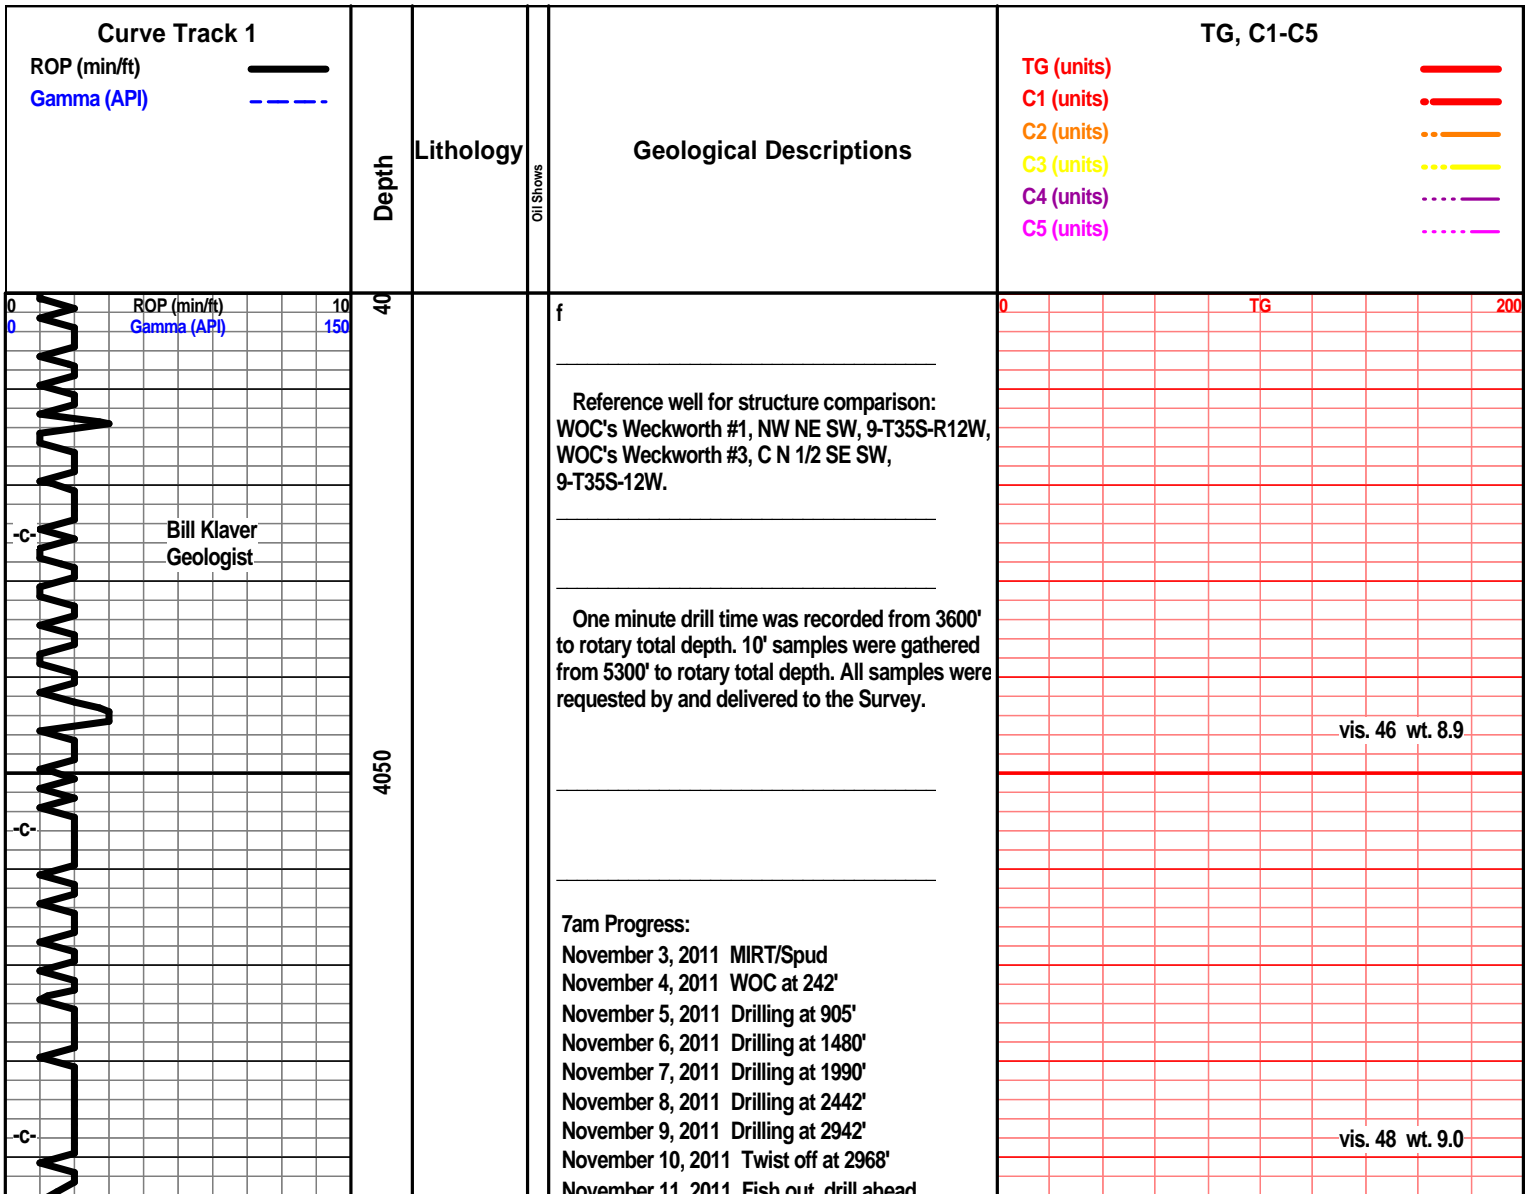 Curve Track 1
ROP (min/ft)
Gamma (API)
Depth
Lithology
Oil Shows
Geological Descriptions
TG, C1-C5
TG (units)
C1 (units)
C2 (units)
C3 (units)
C4 (units)
C5 (units)
0 ROP (min/ft) 10
0 Gamma (API) 150
40
f
0 TG 200
Reference well for structure comparison:
WOC's Weckworth #1, NW NE SW, 9-T35S-R12W,
WOC's Weckworth #3, C N 1/2 SE SW,
9-T35S-12W.
-c-
Bill Klaver
Geologist
One minute drill time was recorded from 3600'
to rotary total depth. 10' samples were gathered
from 5300' to rotary total depth. All samples were
requested by and delivered to the Survey.
vis. 46 wt. 8.9
4050
-c-
7am Progress:
November 3, 2011 MIRT/Spud
November 4, 2011 WOC at 242'
November 5, 2011 Drilling at 905'
November 6, 2011 Drilling at 1480'
November 7, 2011 Drilling at 1990'
November 8, 2011 Drilling at 2442'
November 9, 2011 Drilling at 2942'
-c-
vis. 48 wt. 9.0
November 10, 2011 Twist off at 2968'
November 11, 2011 Fish out, drill ahead